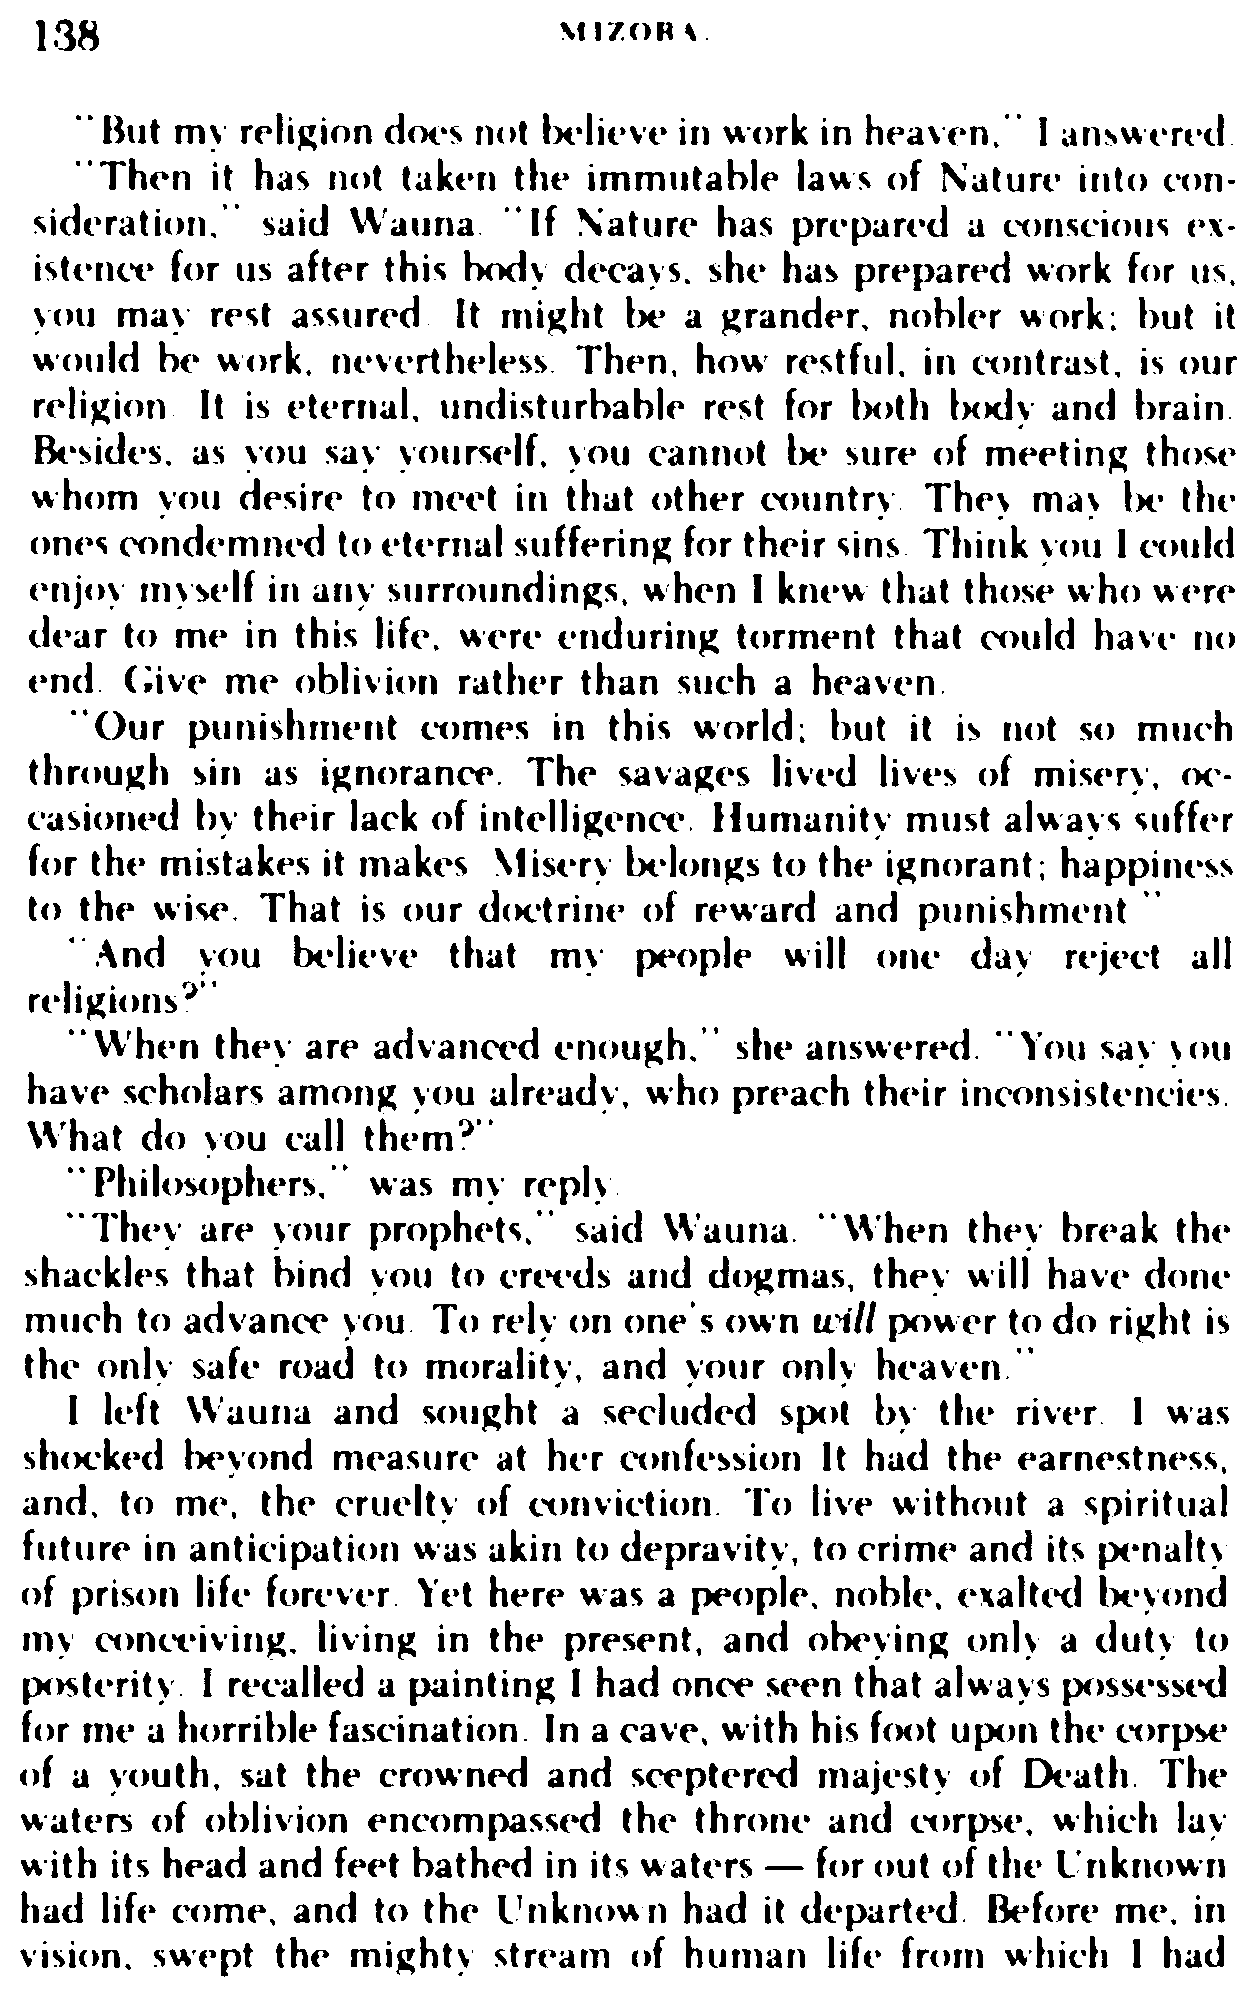 138 MIZORA.
"But my religion does not believe in work in heaven," I answered.
"Then it has not taken the immutable laws of Nature into con-
sideration," said Wauna. "If Nature has prepared a conscious ex-
istence for us after this body decays, she has prepared work for us,
you may rest assured. It might be a grander, nobler work; but it
would be work, nevertheless. Then, how restful, in contrast, is our
religion. It is eternal, undisturbable rest for both body and brain.
Besides, as you say yourself, you cannot be sure of meeting those
whom you desire to meet in that other country. They may be the
ones condemned to eternal suffering for their sins. Think you I could
enjoy myself in any surroundings, when I knew that those who were
dear to me in this life, were enduring torment that could have no
end. Give me oblivion rather than such a heaven.
"Our punishment comes in this world; but it is not so much
through sin as ignorance. The savages lived lives of misery, oc-
casioned by their lack of intelligence. Humanity must always suffer
for the mistakes it makes. Misery belongs to the ignorant; happiness
to the wise. That is our doctrine of reward and punishment."
"And you believe that my people will one day reject all
religions?"
"When they are advanced enough," she answered. "You say you
have scholars among you already, who preach their inconsistencies.
What do you call them?"
"Philosophers," was my reply.
"They are your prophets," said Wauna. "When they break the
shackles that bind you to creeds and dogmas, they will have done
much to advance you. To rely on one's own will power to do right is
the only safe road to morality, and your only heaven."
I left Wauna and sought a secluded spot by the river. I was
shocked beyond measure at her confession. It had the earnestness,
and, to me, the cruelty of conviction. To live without a spiritual
future in anticipation was akin to depravity, to crime and its penalty
of prison life forever. Yet here was a people, noble, exalted beyond
my conceiving, living in the present, and obeying only a duty to
posterity. I recalled a painting I had once seen that always possessed
for me a horrible fascination. In a cave, with his foot upon the corpse
of a youth, sat the crowned and sceptered majesty of Death. The
waters of oblivion encompassed the throne and corpse, which lay
with its head and feet bathed in its waters — for out of the Unknown
had life come, and to the Unknown had it departed. Before me, in
vision, swept the mighty stream of human life from which I had